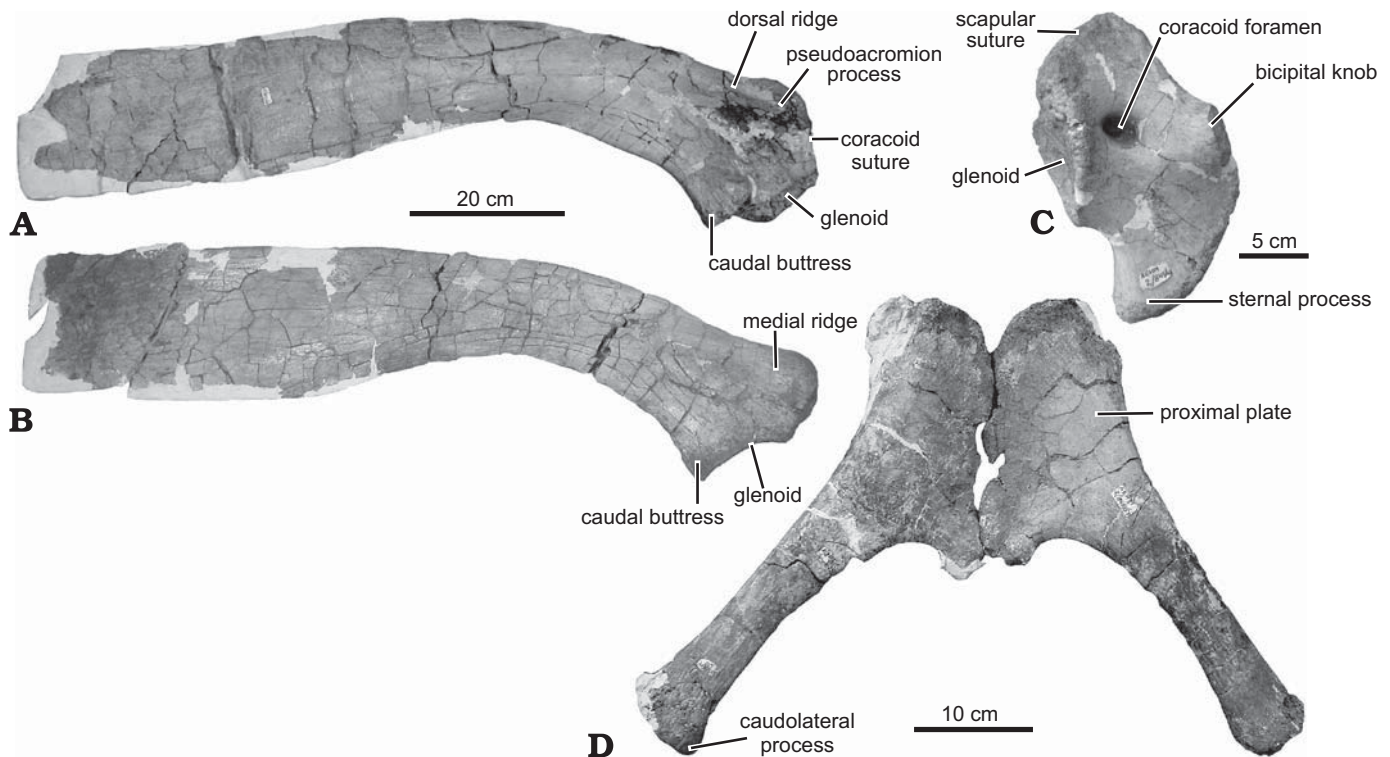 dorsal ridge
pseudoacromion
process
coracoid
suture
glenoid
caudal buttress
20 cm
A
scapular
suture
coracoid foramen
bicipital knob
glenoid
C
5 cm
sternal process
medial ridge
glenoid
caudal buttress
B
proximal plate
caudolateral
process
D
10 cm